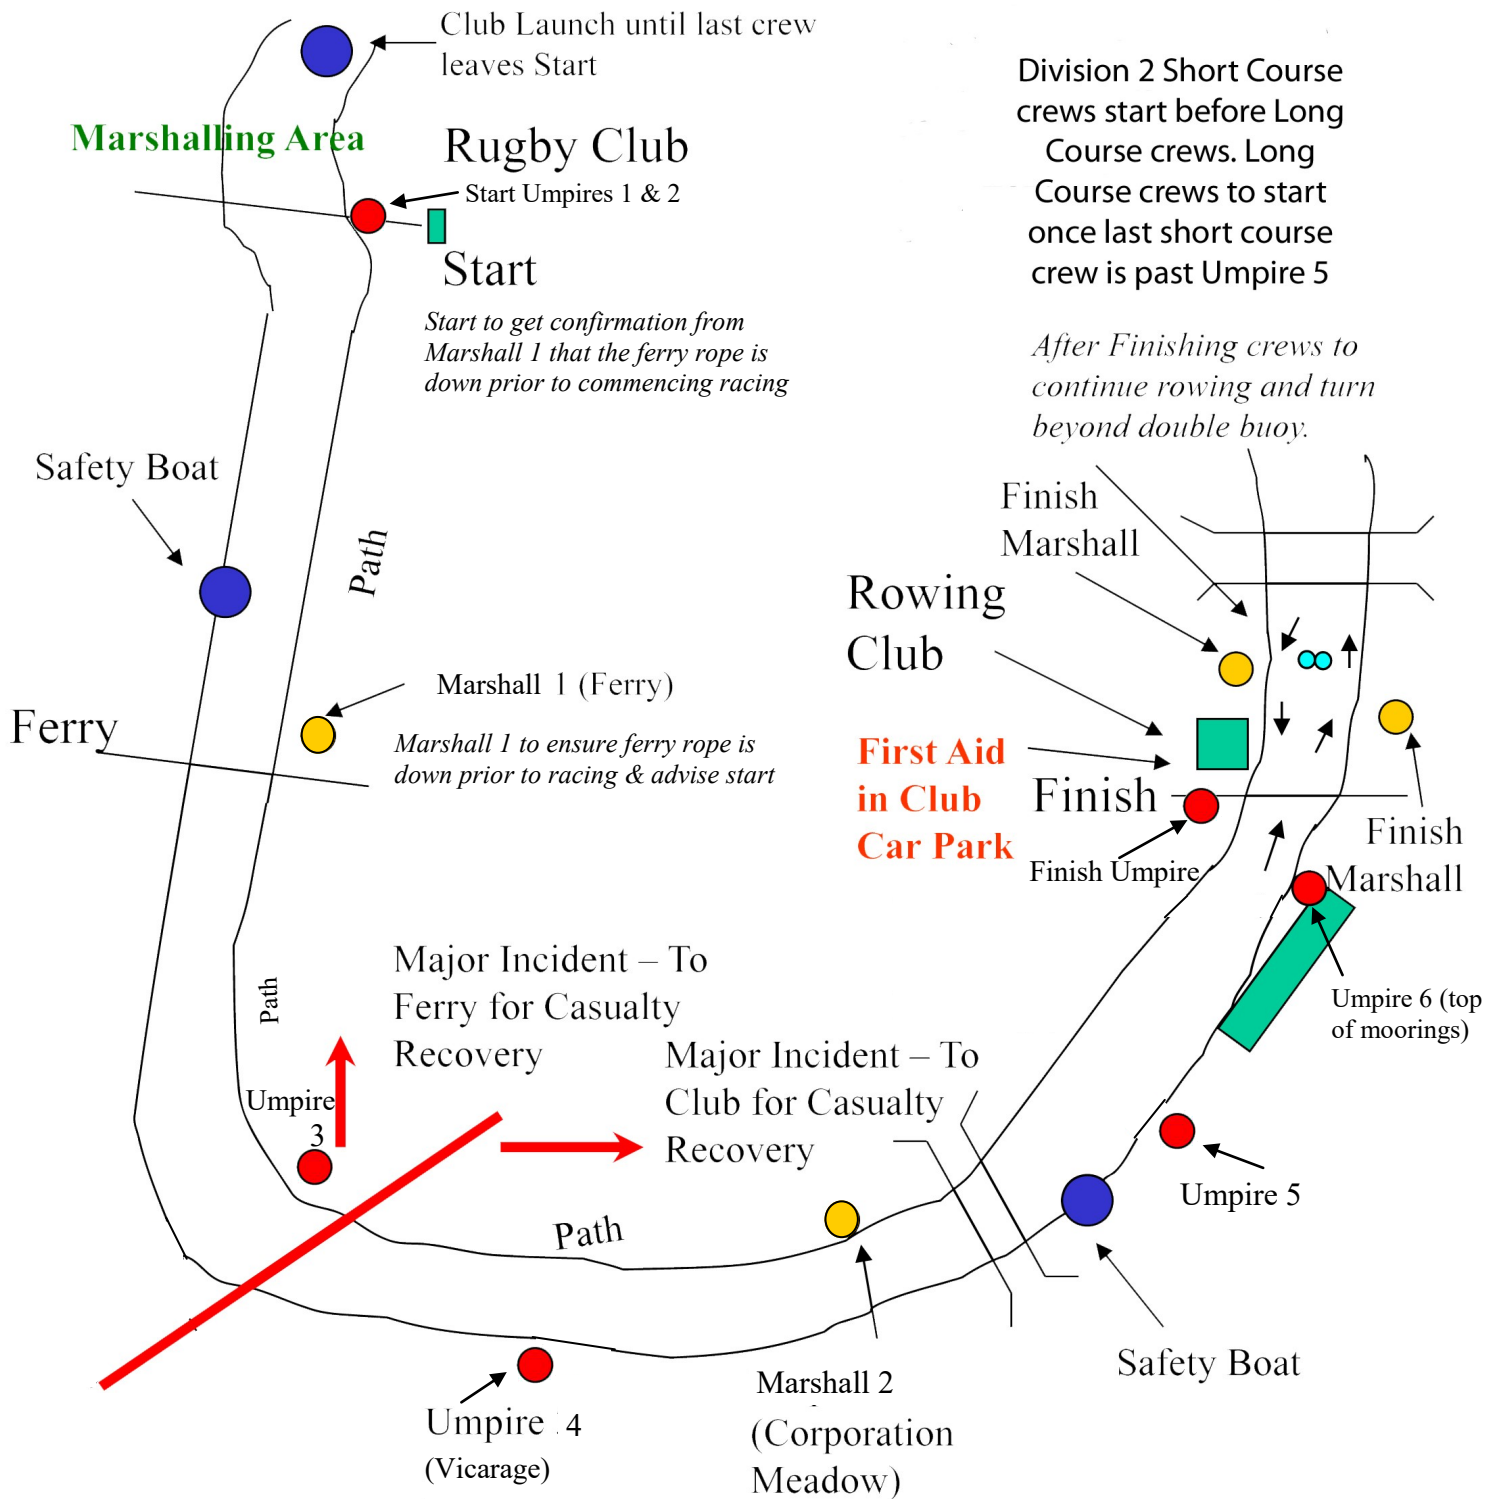 Club Launch until last crew
leaves Start
Marshalling Area
Rugby Club
Start Umpires 1 & 2
Start
Start to get confirmation from
Marshall 1 that the ferry rope is
down prior to commencing racing
Division 2 Short Course
crews start before Long
Course crews. Long
Course crews to start
once last short course
crew is past Umpire 5
After Finishing crews to
continue rowing and turn
beyond double buoy.
Safety Boat
Path
Finish
Marshall
Rowing
Club
Marshall 1 (Ferry)
Ferry
Marshall 1 to ensure ferry rope is
down prior to racing & advise start
First Aid
in Club
Car Park
Finish
Finish Umpire
Finish
Marshall
Umpire 6 (top
of moorings)
Path
Major Incident – To
Ferry for Casualty
Recovery
Major Incident – To
Club for Casualty
Recovery
Umpire
3
Path
Umpire 5
Safety Boat
Umpire 4
(Vicarage)
Marshall 2
(Corporation
Meadow)